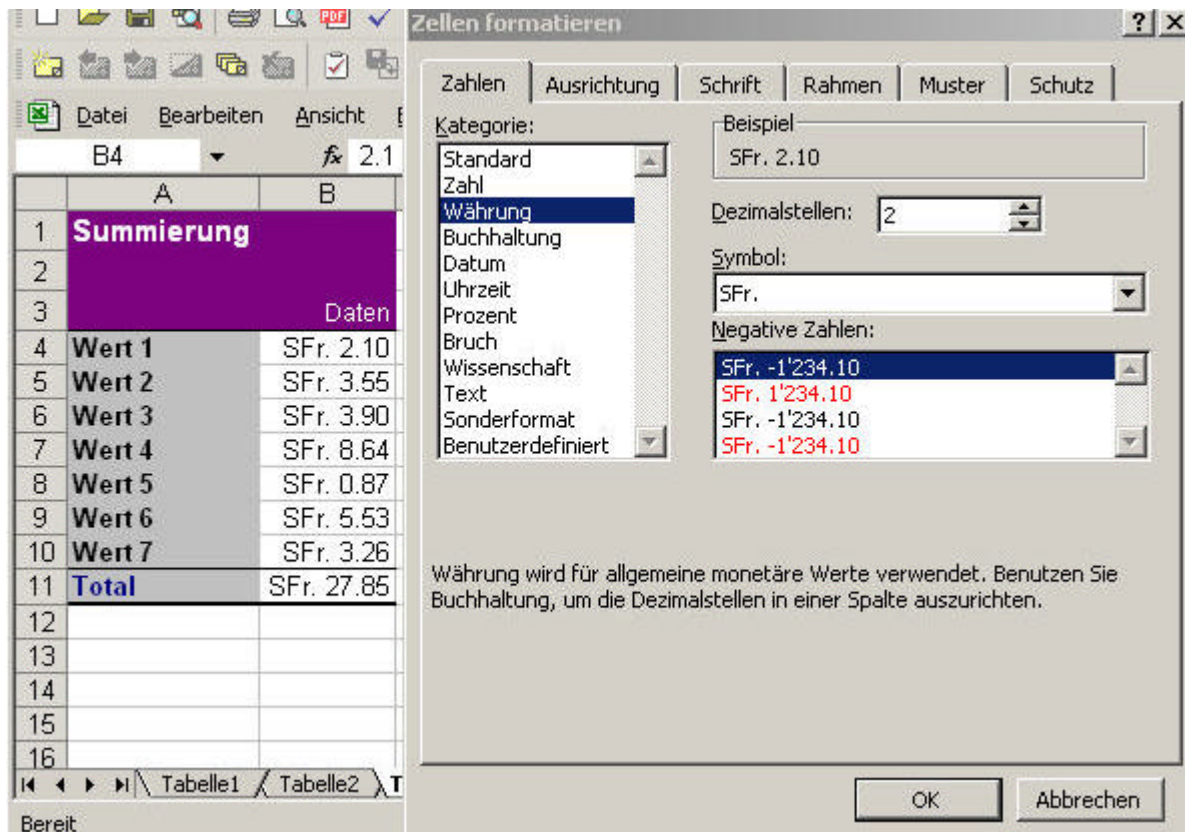 PDF
Datei Bearbeiten Ansicht
B4 fx 2.1
A B
1 Summierung
2
3 Daten
4 Wert 1 SFr. 2.10
5 Wert 2 SFr. 3.55
6 Wert 3 SFr. 3.90
7 Wert 4 SFr. 8.64
8 Wert 5 SFr. 0.87
9 Wert 6 SFr. 5.53
10 Wert 7 SFr. 3.26
11 Total SFr. 27.85
12
13
14
15
16
Tabelle1 Tabelle2 T
Bereit
Zellen formatieren
Zahlen Ausrichtung Schrift Rahmen Muster Schutz
Kategorie:
Standard
Zahl
Währung
Buchhaltung
Datum
Uhrzeit
Prozent
Bruch
Wissenschaft
Text
Sonderformat
Benutzerdefiniert
Beispiel
SFr. 2.10
Dezimalstellen: 2
Symbol:
SFr.
Negative Zahlen:
SFr. -1'234.10
SFr. 1'234.10
SFr. -1'234.10
SFr. -1'234.10
Währung wird für allgemeine monetäre Werte verwendet. Benutzen Sie
Buchhaltung, um die Dezimalstellen in einer Spalte auszurichten.
OK Abbrechen